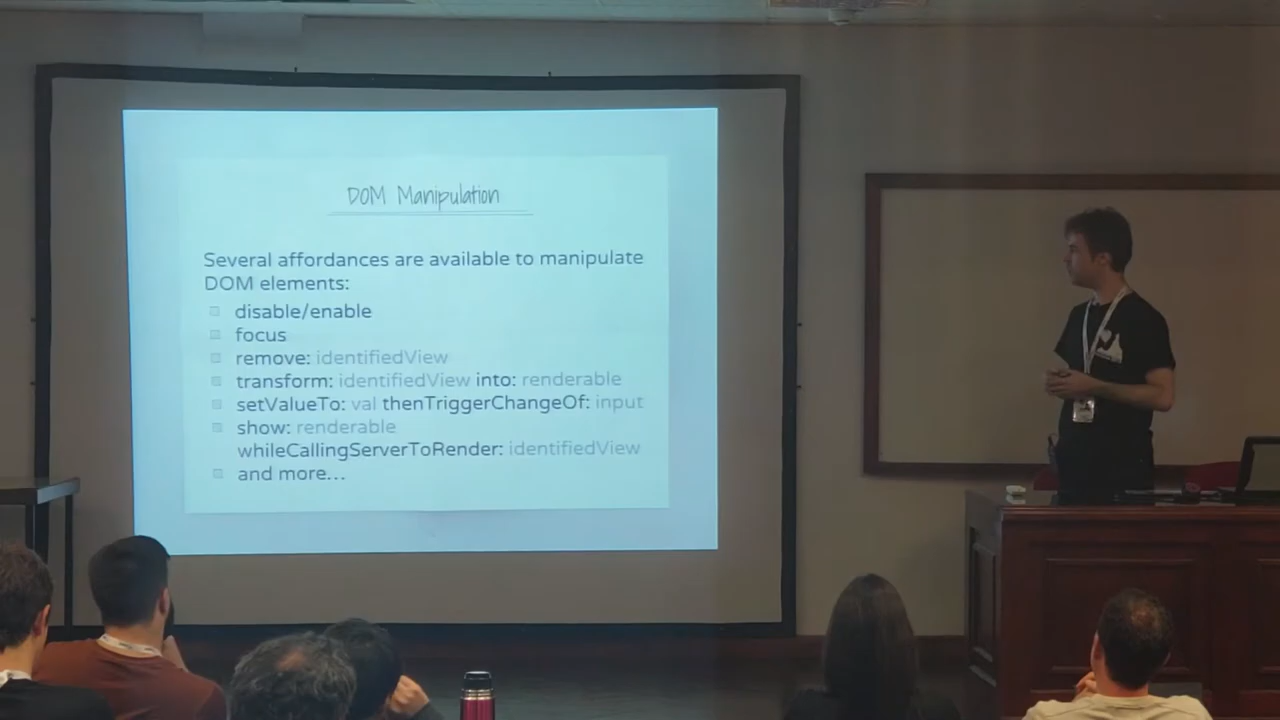 DOM Manipulation
Several affordances are available to manipulate
DOM elements:
disable/enable
focus
remove: identifiedView
transform: identifiedView into: renderable
setValueTo: val thenTriggerChangeOf: input
show: renderable
whileCallingServerToRender: identifiedView
and more...